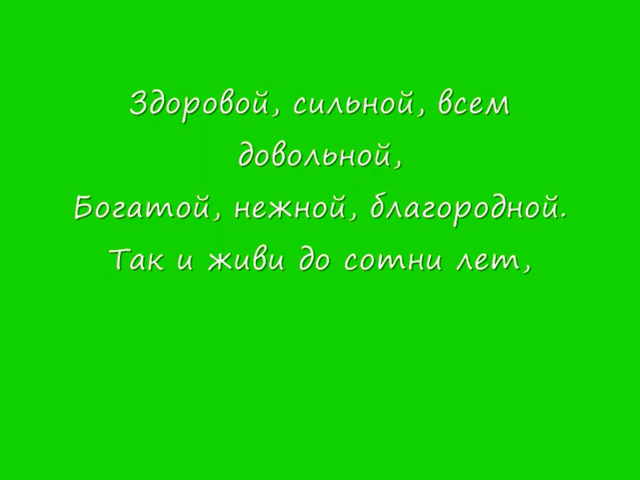 Здоровой, сильной, всем
довольной,
Богатой, нежной, благородной.
Так и живи до сотни лет,